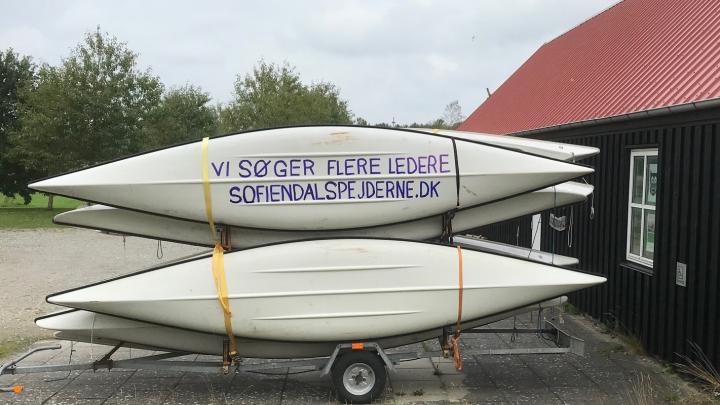 VI SØGER FLERE LEDERE
SOFIENDALSPEJDERNE.DK